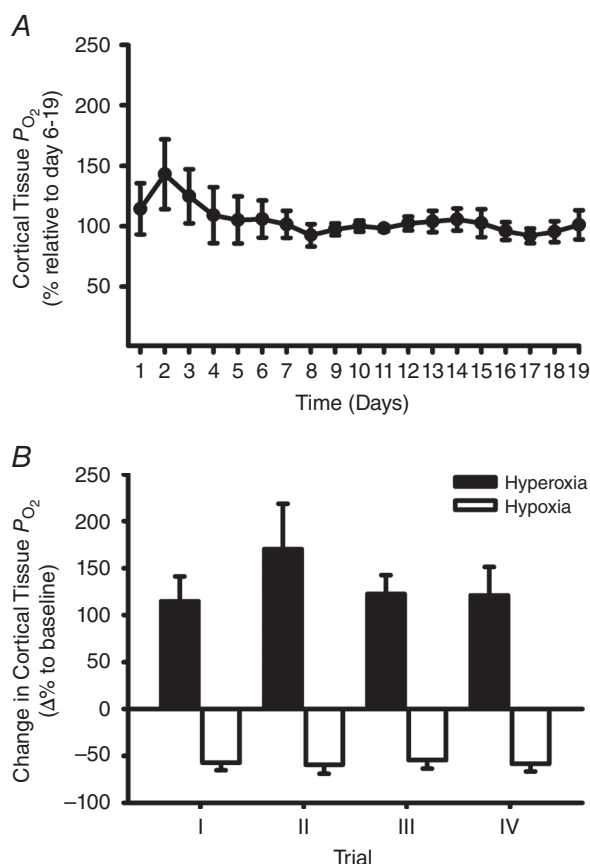 A
250
200
150
100
50
Cortical Tissue PO2
(% relative to day 6-19)
1 2 3 4 5 6 7 8 9 10 11 12 13 14 15 16 17 18 19
Time (Days)
B
250
200
150
100
50
0
−50
−100
Change in Cortical Tissue PO2
(Δ% to baseline)
Hyperoxia
Hypoxia
I II III IV
Trial